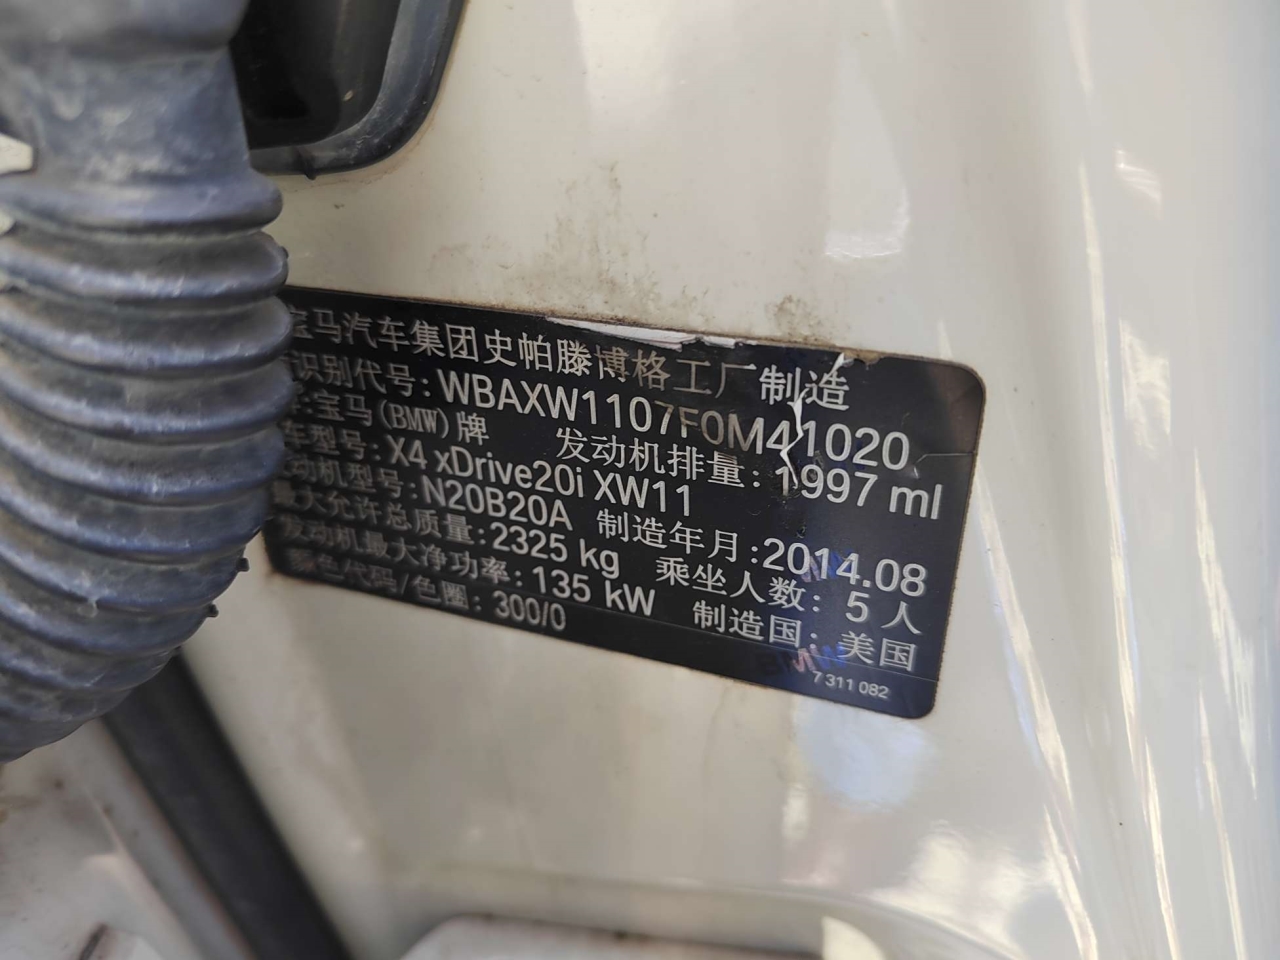 宝马汽车集团史帕滕博格工厂制造
识别代号: WBAXW1107F0M41020
宝马(BMW)牌 发动机排量: 1997 ml
车型号: X4 xDrive20i XW11
动机型号: N20B20A 制造年月: 2014.08
最大允许总质量: 2325 kg 乘坐人数: 5 人
发动机最大净功率: 135 kW 制造国: 美国
颜色代码/色圈: 300/0
7 311 082